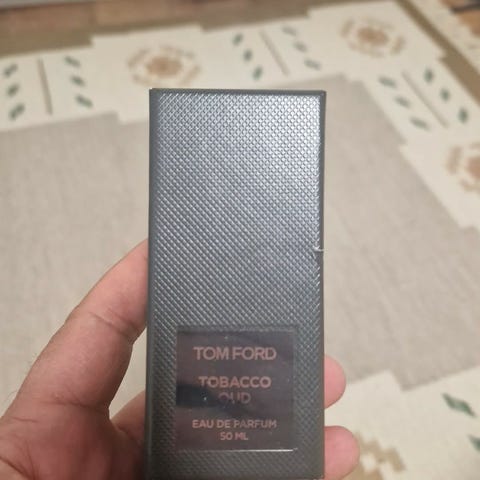 TOM FORD
TOBACCO
OUD
EAU DE PARFUM
50 ML